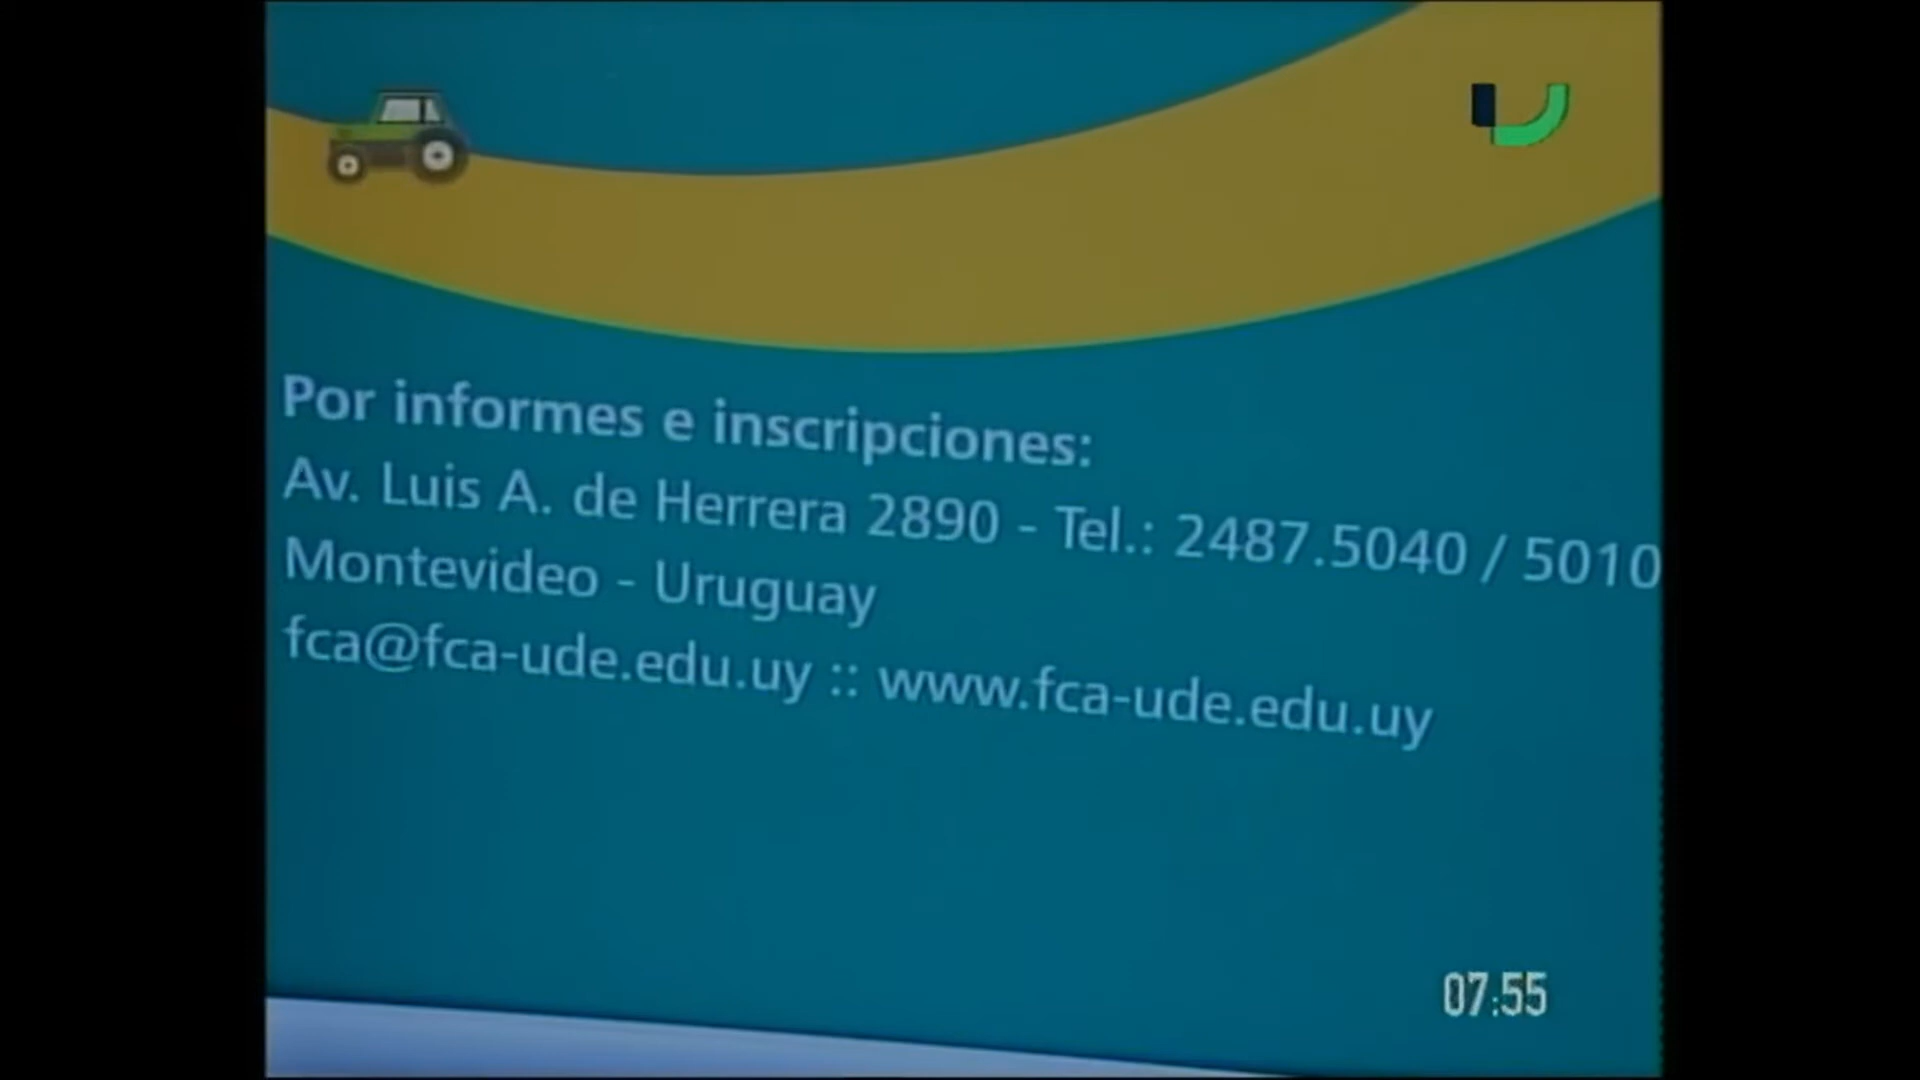 Por informes e inscripciones:
Av. Luis A. de Herrera 2890 - Tel.: 2487.5040 / 5010
Montevideo - Uruguay
fca@fca-ude.edu.uy :: www.fca-ude.edu.uy
07:55